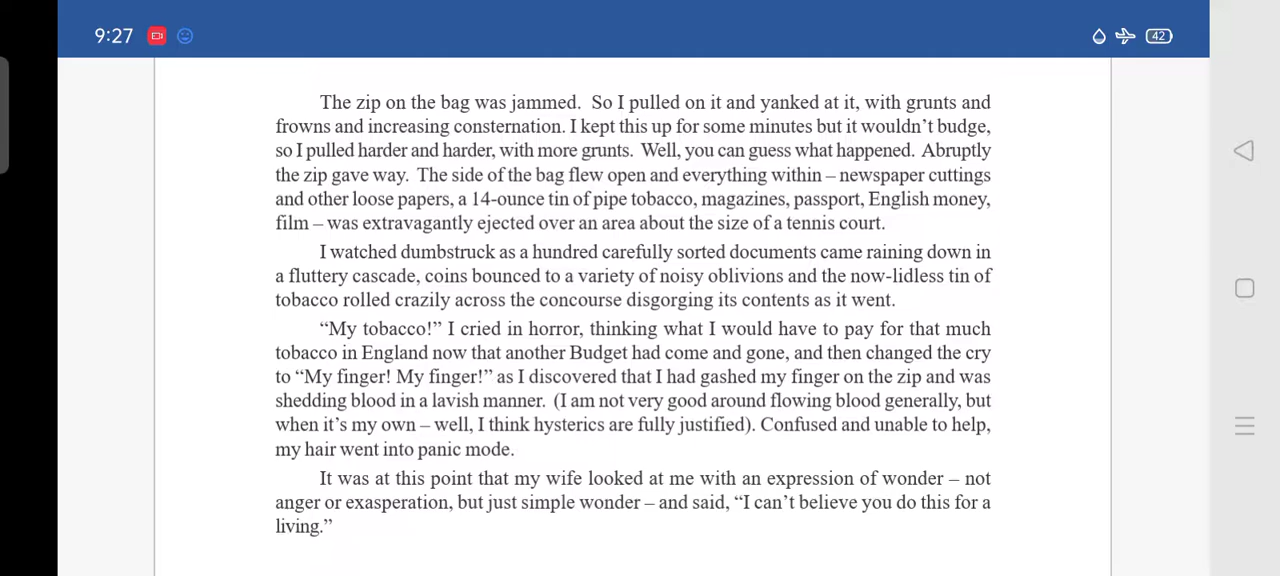 9:27
42
The zip on the bag was jammed. So I pulled on it and yanked at it, with grunts and
frowns and increasing consternation. I kept this up for some minutes but it wouldn’t budge,
so I pulled harder and harder, with more grunts. Well, you can guess what happened. Abruptly
the zip gave way. The side of the bag flew open and everything within – newspaper cuttings
and other loose papers, a 14-ounce tin of pipe tobacco, magazines, passport, English money,
film – was extravagantly ejected over an area about the size of a tennis court.
I watched dumbstruck as a hundred carefully sorted documents came raining down in
a fluttery cascade, coins bounced to a variety of noisy oblivions and the now-lidless tin of
tobacco rolled crazily across the concourse disgorging its contents as it went.
“My tobacco!” I cried in horror, thinking what I would have to pay for that much
tobacco in England now that another Budget had come and gone, and then changed the cry
to “My finger! My finger!” as I discovered that I had gashed my finger on the zip and was
shedding blood in a lavish manner. (I am not very good around flowing blood generally, but
when it’s my own – well, I think hysterics are fully justified). Confused and unable to help,
my hair went into panic mode.
It was at this point that my wife looked at me with an expression of wonder – not
anger or exasperation, but just simple wonder – and said, “I can’t believe you do this for a
living.”